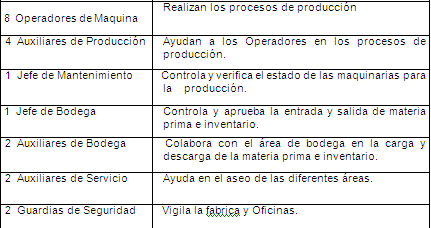 8 Operadores de Maquina
Realizan los procesos de producción
4 Auxiliares de Producción
Ayudan a los Operadores en los procesos de
producción.
1 Jefe de Mantenimiento
Controla y verifica el estado de las maquinarias para
la producción.
1 Jefe de Bodega
Controla y aprueba la entrada y salida de materia
prima e inventario.
2 Auxiliares de Bodega
Colabora con el área de bodega en la carga y
descarga de la materia prima e inventario.
2 Auxiliares de Servicio
Ayuda en el aseo de las diferentes áreas.
2 Guardias de Seguridad
Vigila la fabrica y Oficinas.